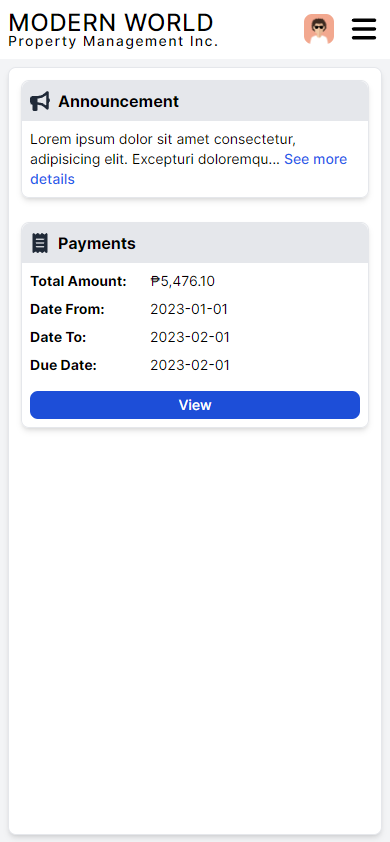 MODERN WORLD
Property Management Inc.
Announcement
Lorem ipsum dolor sit amet consectetur,
adipisicing elit. Excepturi doloremqu... See more
details
Payments
Total Amount: ₱5,476.10
Date From: 2023-01-01
Date To: 2023-02-01
Due Date: 2023-02-01
View